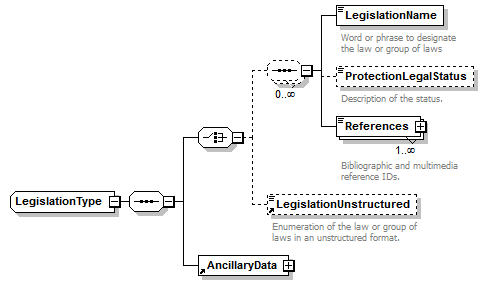 LegislationName
Word or phrase to designate
the law or group of laws
0..∞
ProtectionLegalStatus
Description of the status.
References
1..∞
Bibliographic and multimedia
reference IDs.
LegislationType
LegislationUnstructured
Enumeration of the law or group of
laws in an unstructured format.
AncillaryData